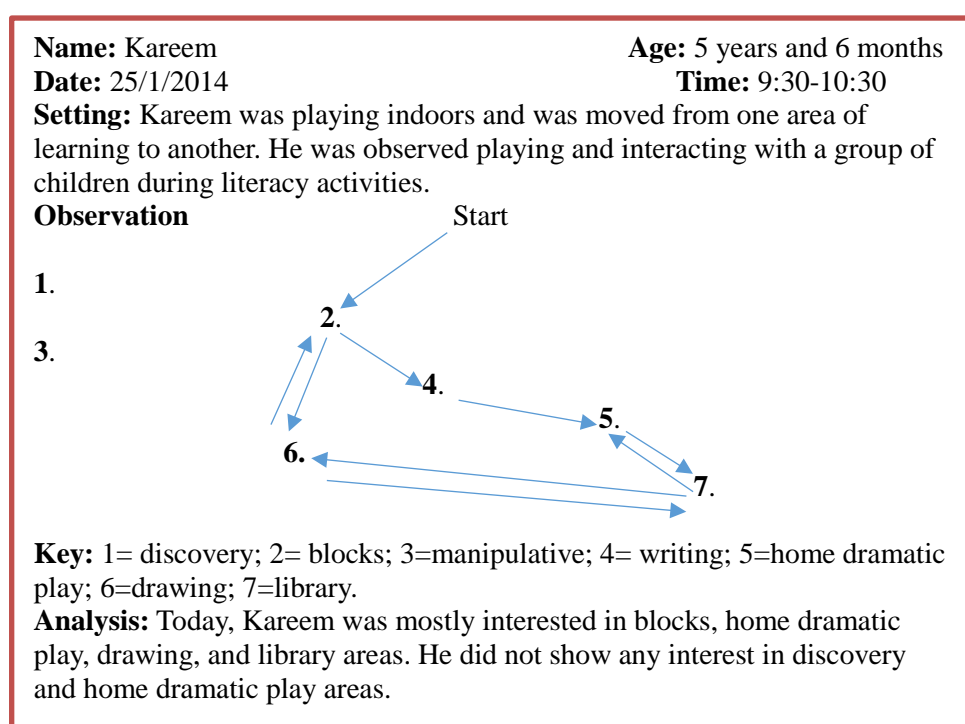 Name: Kareem Age: 5 years and 6 months
Date: 25/1/2014 Time: 9:30-10:30
Setting: Kareem was playing indoors and was moved from one area of
learning to another. He was observed playing and interacting with a group of
children during literacy activities.
Observation Start
1.
2.
3.
4.
5.
6.
7.
Key: 1= discovery; 2= blocks; 3=manipulative; 4= writing; 5=home dramatic
play; 6=drawing; 7=library.
Analysis: Today, Kareem was mostly interested in blocks, home dramatic
play, drawing, and library areas. He did not show any interest in discovery
and home dramatic play areas.